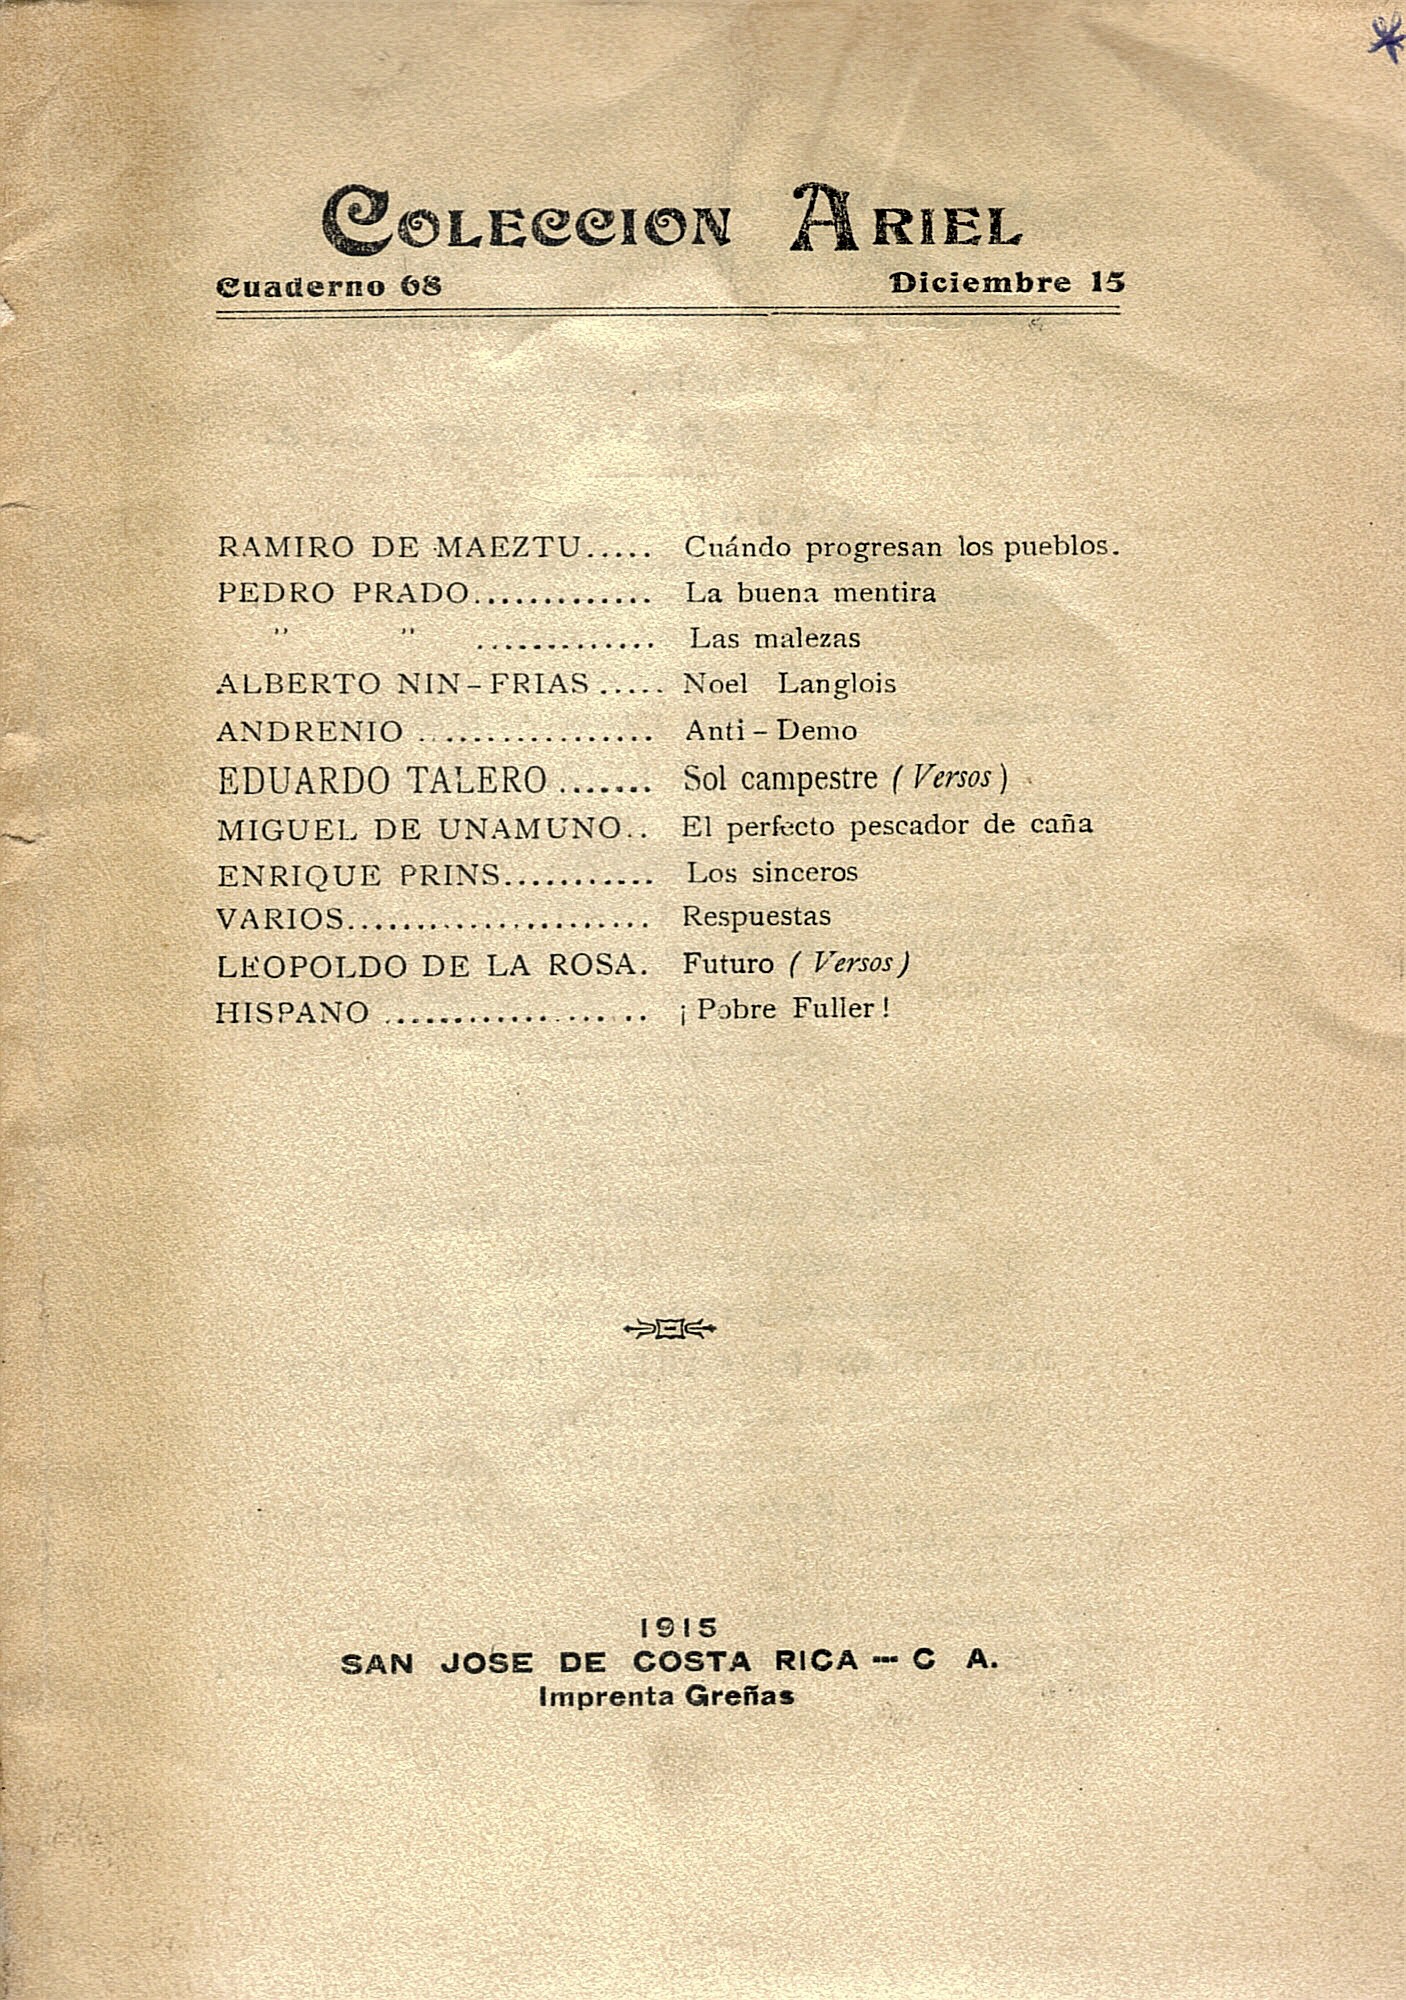 COLECCION ARIEL
Cuaderno 68 Diciembre 15
RAMIRO DE MAEZTU..... Cuándo progresan los pueblos.
PEDRO PRADO............. La buena mentira
" " ............. Las malezas
ALBERTO NIN-FRIAS ..... Noel Langlois
ANDRENIO ................. Anti-Demo
EDUARDO TALERO ....... Sol campestre (Versos)
MIGUEL DE UNAMUNO.. El perfecto pescador de caña
ENRIQUE PRINS........... Los sinceros
VARIOS...................... Respuestas
LEOPOLDO DE LA ROSA. Futuro (Versos)
HISPANO ................... ¡Pobre Fuller!
1915
SAN JOSE DE COSTA RICA --- C A.
Imprenta Greñas